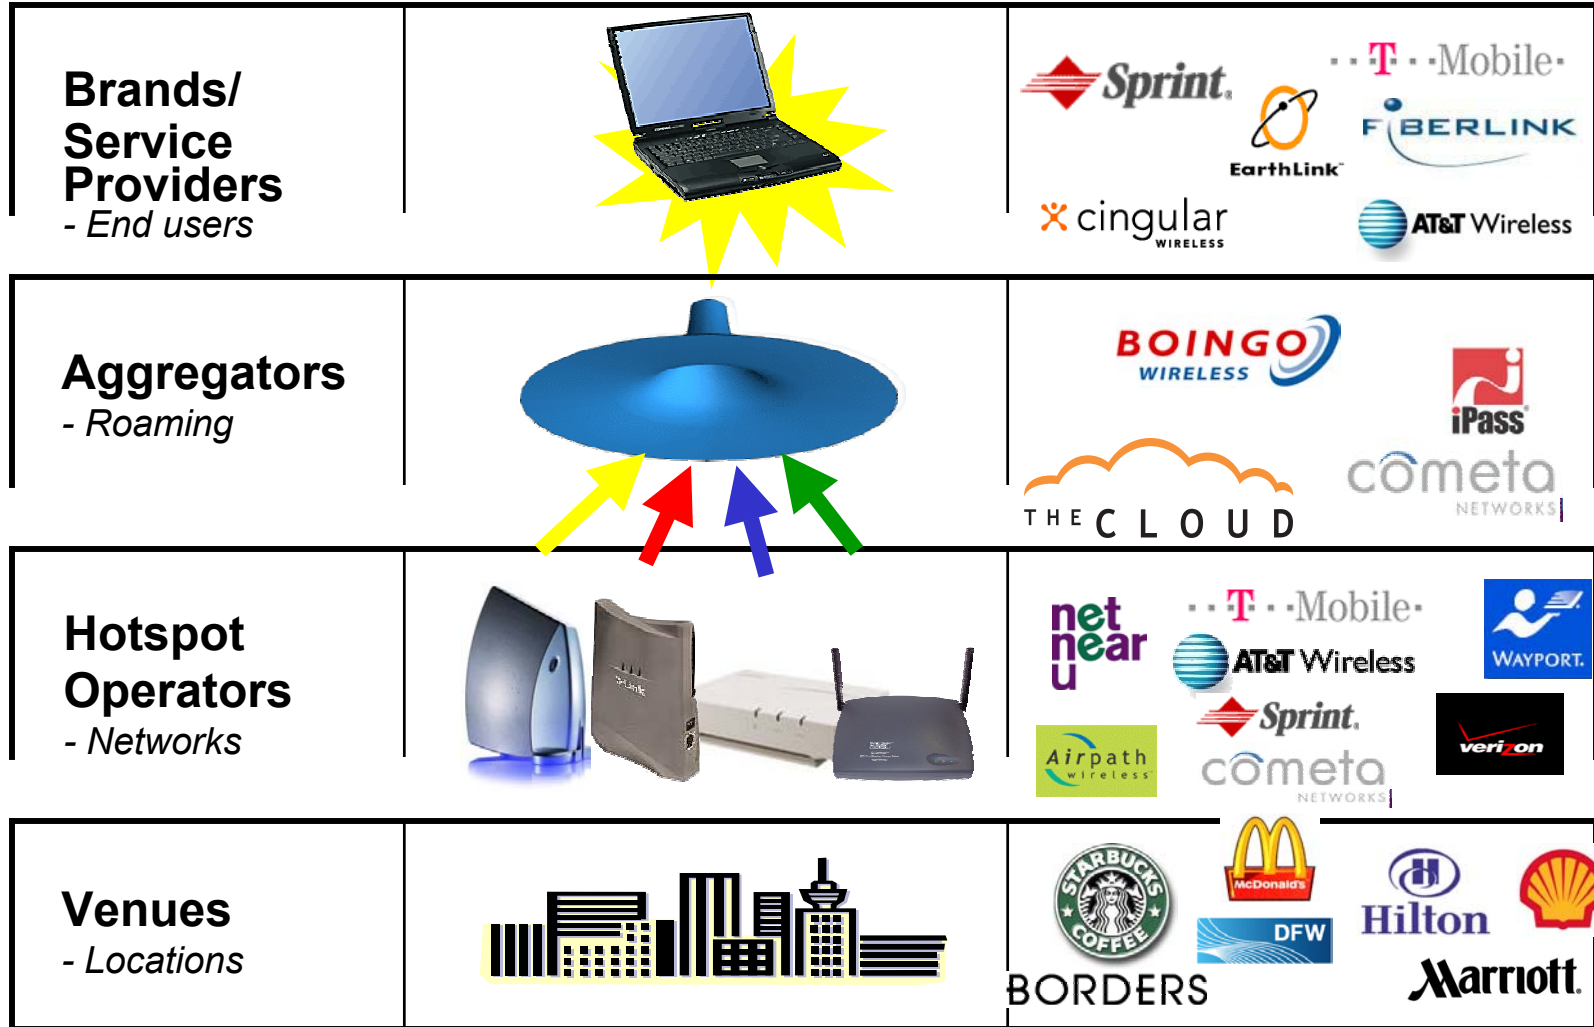 Brands/
Service
Providers
- End users
Sprint.
T-Mobile
EarthLink™
FIBERLINK
cingular
WIRELESS
AT&T Wireless
Aggregators
- Roaming
BOINGO
WIRELESS
iPass
THE CLOUD
cometa
NETWORKS
Hotspot
Operators
- Networks
D-Link
net
near
u
T-Mobile
AT&T Wireless
WAYPORT.
Sprint.
Airpath
wireless
cometa
NETWORKS
verizon
Venues
- Locations
STARBUCKS
COFFEE
McDonald's
DFW
Hilton
BORDERS
Marriott.